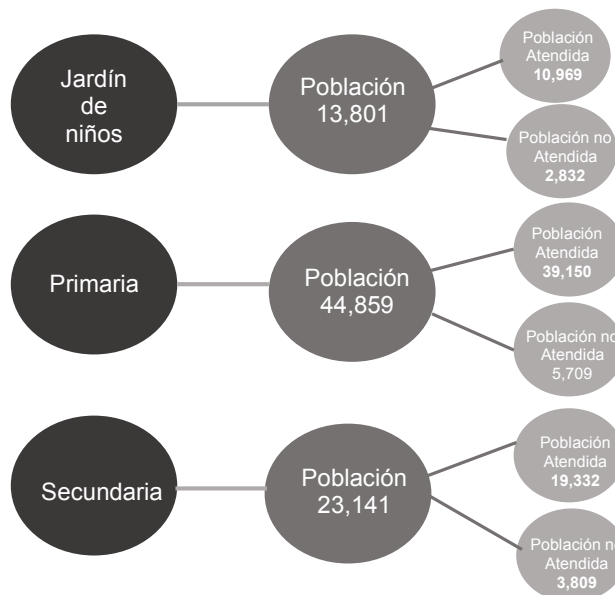 Jardín
de
niños
Población
13,801
Población
Atendida
10,969
Población no
Atendida
2,832
Primaria
Población
44,859
Población
Atendida
39,150
Población no
Atendida
5,709
Secundaria
Población
23,141
Población
Atendida
19,332
Población no
Atendida
3,809